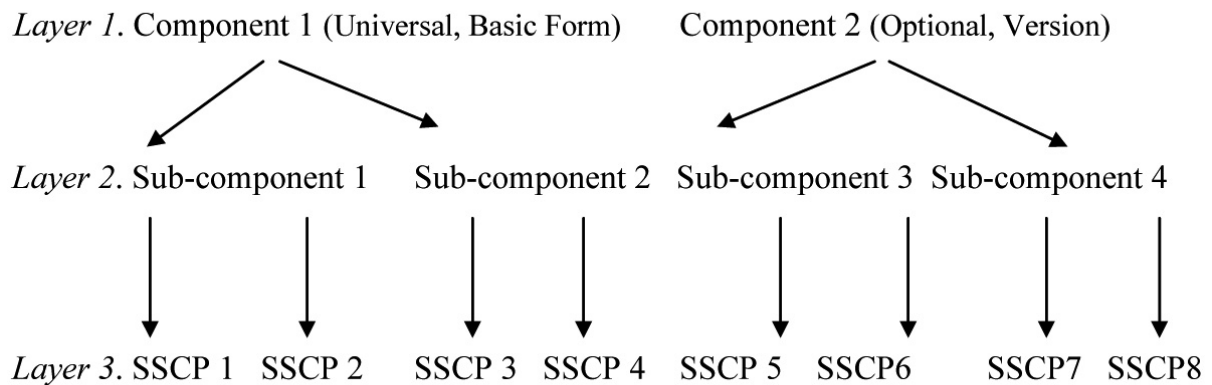 Layer 1. Component 1 (Universal, Basic Form) Component 2 (Optional, Version)
Layer 2. Sub-component 1 Sub-component 2 Sub-component 3 Sub-component 4
Layer 3. SSCP 1 SSCP 2 SSCP 3 SSCP 4 SSCP 5 SSCP6 SSCP7 SSCP8